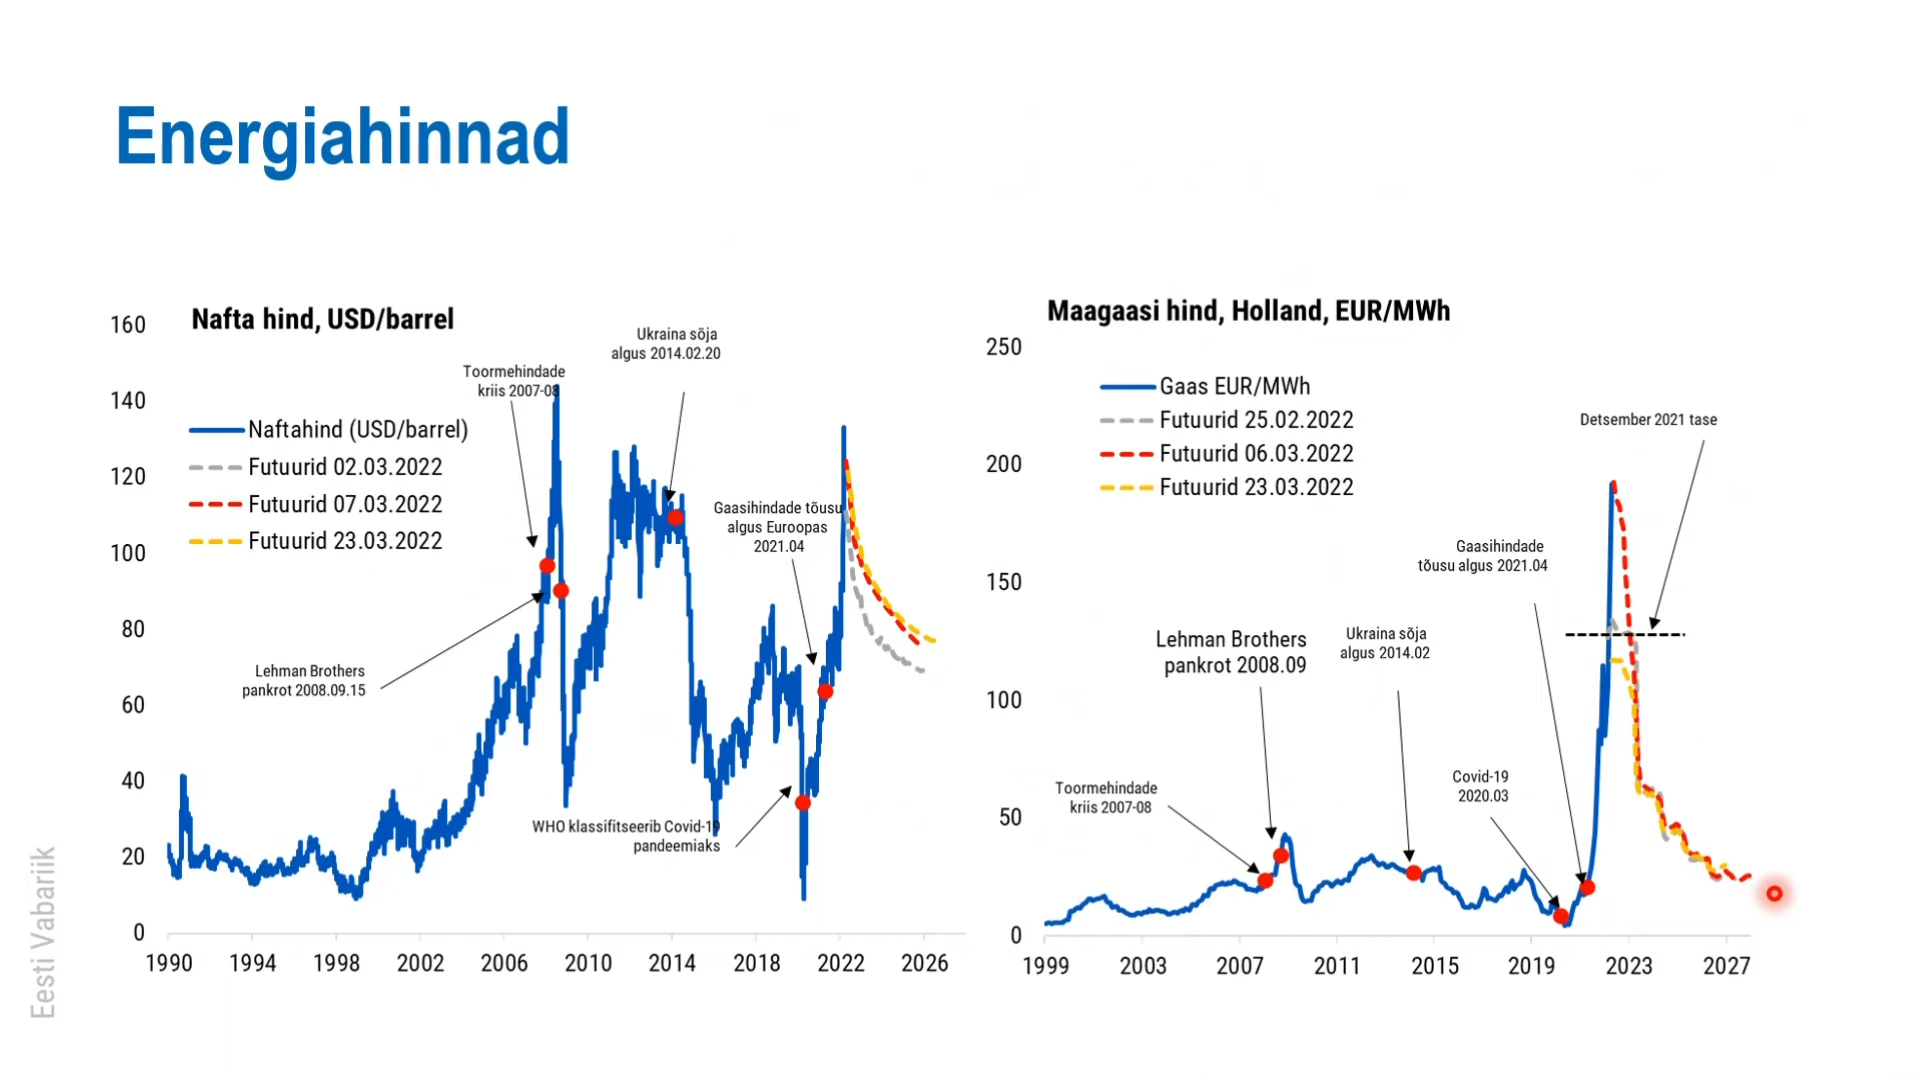 Energiahinnad
Nafta hind, USD/barrel
160
140
120
100
80
60
40
20
0
Naftahind (USD/barrel)
Futuurid 02.03.2022
Futuurid 07.03.2022
Futuurid 23.03.2022
Toormehindade
kriis 2007-08
Ukraina sõja
algus 2014.02.20
Gaasihindade tõusu
algus Euroopas
2021.04
Lehman Brothers
pankrot 2008.09.15
WHO klassifitseerib Covid-19
pandeemiaks
1990 1994 1998 2002 2006 2010 2014 2018 2022 2026
Maagaasi hind, Holland, EUR/MWh
250
200
150
100
50
0
Gaas EUR/MWh
Futuurid 25.02.2022
Futuurid 06.03.2022
Futuurid 23.03.2022
Detsember 2021 tase
Gaasihindade
tõusu algus 2021.04
Lehman Brothers
pankrot 2008.09
Ukraina sõja
algus 2014.02
Toormehindade
kriis 2007-08
Covid-19
2020.03
1999 2003 2007 2011 2015 2019 2023 2027
Eesti Vabariik